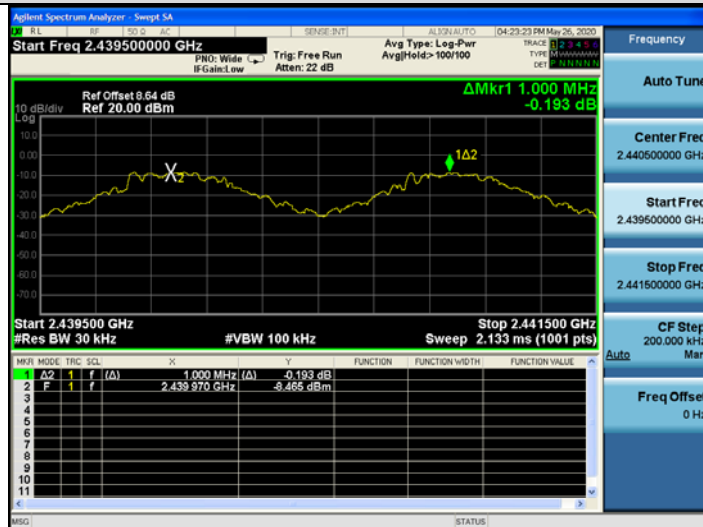 Agilent Spectrum Analyzer - Swept SA
RL RF 50 Ω AC SENSE:INT ALIGN AUTO 04:23:23 PM May 26, 2020
Start Freq 2.439500000 GHz
PNO: Wide
IFGain:Low
Trig: Free Run
Atten: 22 dB
Avg Type: Log-Pwr
Avg|Hold:> 100/100
TRACE 1 2 3 4 5 6
TYPE M
DET P N N N N N
Ref Offset 8.64 dB
Ref 20.00 dBm
10 dB/div
Log
ΔMkr1 1.000 MHz
-0.193 dB
10.0
0.00
-10.0
-20.0
-30.0
-40.0
-50.0
-60.0
-70.0
X2
1Δ2
Start 2.439500 GHz Stop 2.441500 GHz
#Res BW 30 kHz #VBW 100 kHz Sweep 2.133 ms (1001 pts)
MKR MODE TRC SCL X Y FUNCTION FUNCTION WIDTH FUNCTION VALUE
1 Δ2 1 f (Δ) 1.000 MHz (Δ) -0.193 dB
2 F 1 f 2.439 970 GHz -8.465 dBm
3
4
5
6
7
8
9
10
11
MSG STATUS
Frequency
Auto Tune
Center Freq
2.440500000 GHz
Start Freq
2.439500000 GHz
Stop Freq
2.441500000 GHz
CF Step
200.000 kHz
Auto Man
Freq Offset
0 Hz